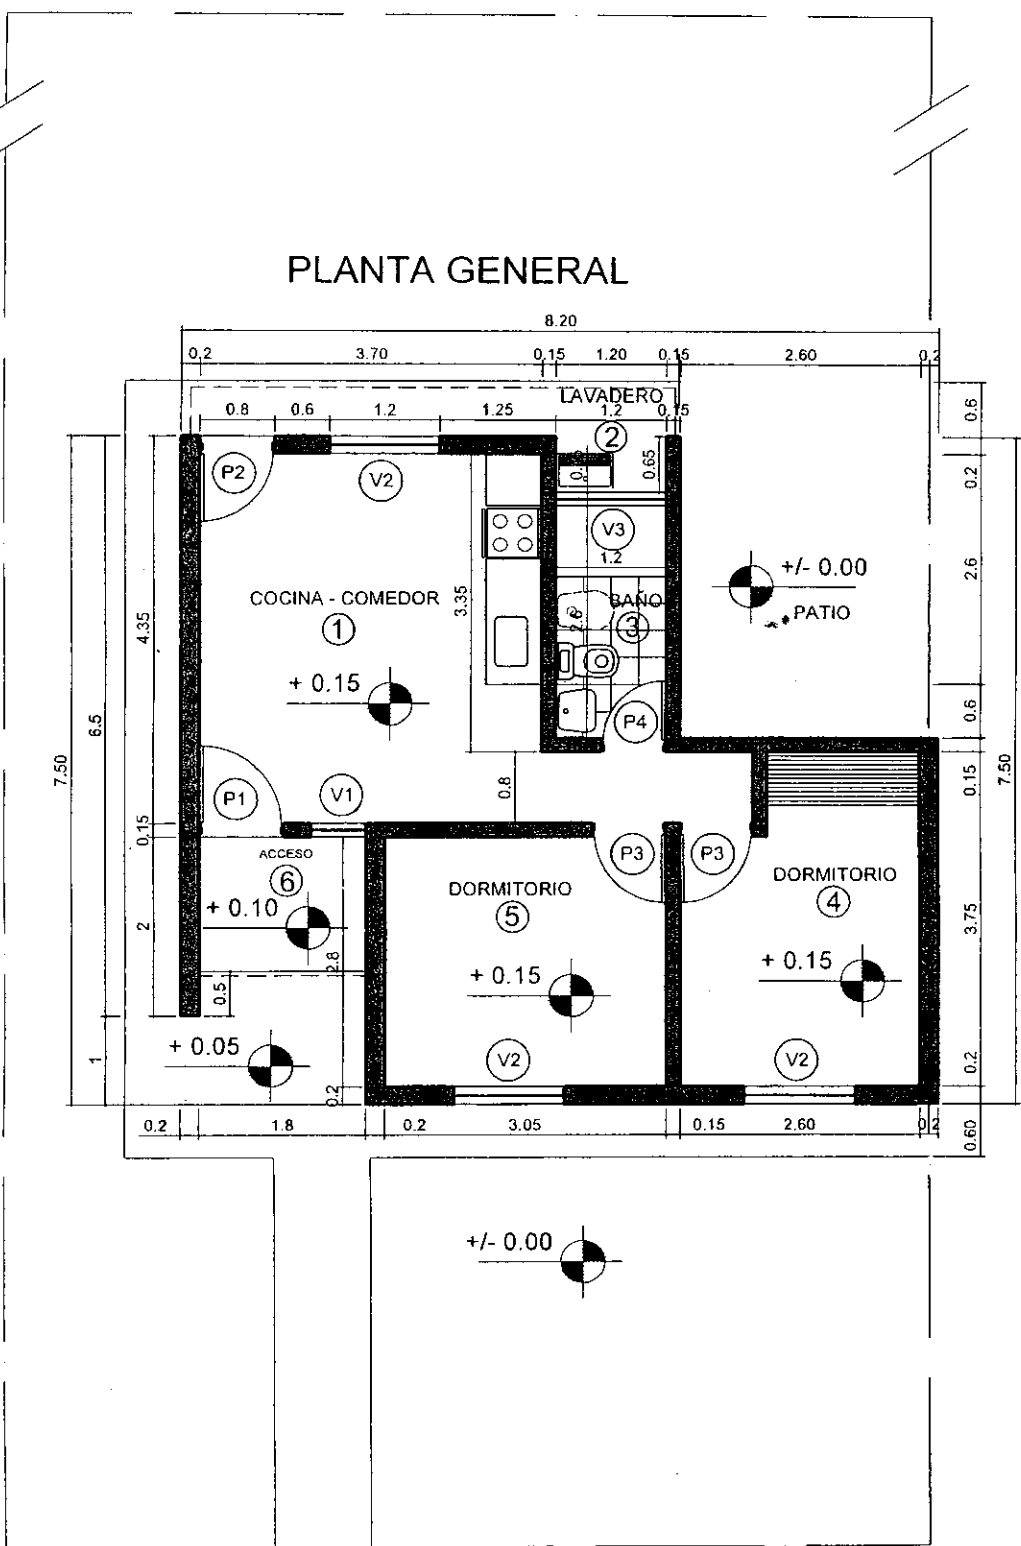 PLANTA GENERAL
8.20
0.2 3.70 0.15 1.20 0.15 2.60 0.2
LAVADERO
0.8 0.6 1.2 1.25 1.2 0.15
0.6
2
P2
V2
0.65
0.2
V3
1.2
+/- 0.00
2.6
COCINA - COMEDOR
BAÑO
PATIO
1
3
3.35
4.35
+ 0.15
P4
0.6
6.5
7.50
7.50
P1
V1
0.8
0.15
0.15
ACCESO
P3
P3
6
DORMITORIO
DORMITORIO
5
4
+ 0.10
3.75
2
2.8
+ 0.15
+ 0.15
0.5
+ 0.05
V2
V2
1
0.2
0.2
0.2 1.8 0.2 3.05 0.15 2.60 0.2
0.60
+/- 0.00